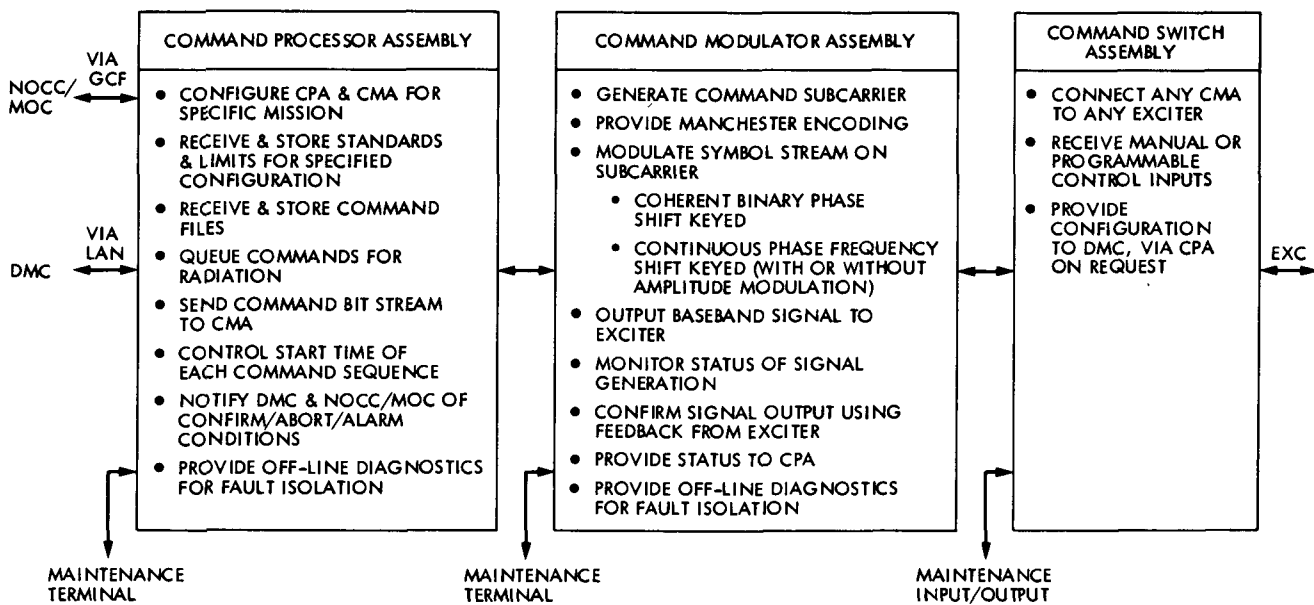 COMMAND PROCESSOR ASSEMBLY
VIA
GCF
NOCC/
MOC
● CONFIGURE CPA & CMA FOR
SPECIFIC MISSION
● RECEIVE & STORE STANDARDS
& LIMITS FOR SPECIFIED
CONFIGURATION
● RECEIVE & STORE COMMAND
FILES
VIA
LAN
DMC
● QUEUE COMMANDS FOR
RADIATION
● SEND COMMAND BIT STREAM
TO CMA
● CONTROL START TIME OF
EACH COMMAND SEQUENCE
● NOTIFY DMC & NOCC/MOC OF
CONFIRM/ABORT/ALARM
CONDITIONS
● PROVIDE OFF-LINE DIAGNOSTICS
FOR FAULT ISOLATION
MAINTENANCE
TERMINAL
COMMAND MODULATOR ASSEMBLY
● GENERATE COMMAND SUBCARRIER
● PROVIDE MANCHESTER ENCODING
● MODULATE SYMBOL STREAM ON
SUBCARRIER
● COHERENT BINARY PHASE
SHIFT KEYED
● CONTINUOUS PHASE FREQUENCY
SHIFT KEYED (WITH OR WITHOUT
AMPLITUDE MODULATION)
● OUTPUT BASEBAND SIGNAL TO
EXCITER
● MONITOR STATUS OF SIGNAL
GENERATION
● CONFIRM SIGNAL OUTPUT USING
FEEDBACK FROM EXCITER
● PROVIDE STATUS TO CPA
● PROVIDE OFF-LINE DIAGNOSTICS
FOR FAULT ISOLATION
MAINTENANCE
TERMINAL
COMMAND SWITCH
ASSEMBLY
● CONNECT ANY CMA
TO ANY EXCITER
● RECEIVE MANUAL OR
PROGRAMMABLE
CONTROL INPUTS
● PROVIDE
CONFIGURATION
TO DMC, VIA CPA
ON REQUEST
EXC
MAINTENANCE
INPUT/OUTPUT